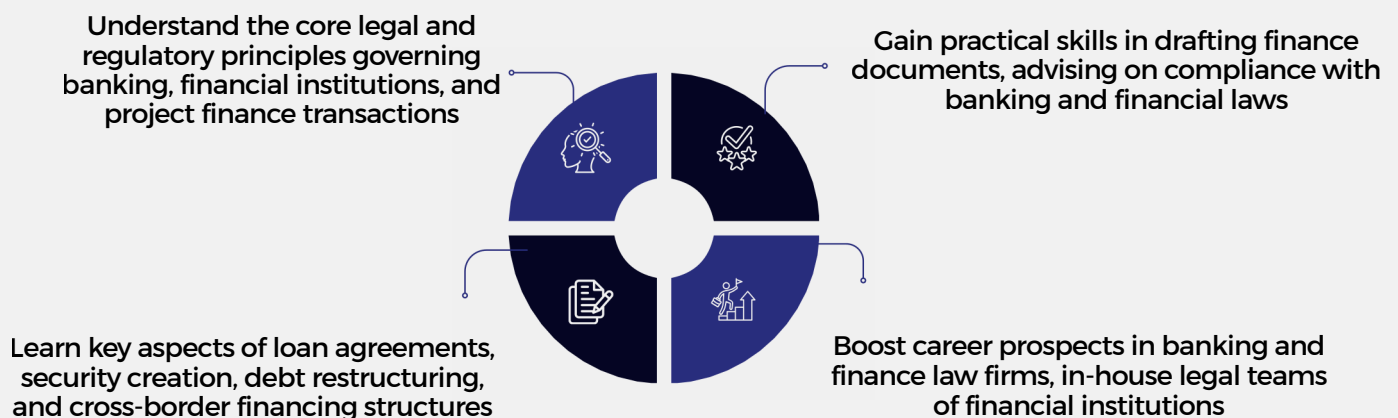 Understand the core legal and
regulatory principles governing
banking, financial institutions, and
project finance transactions
Gain practical skills in drafting finance
documents, advising on compliance with
banking and financial laws
Learn key aspects of loan agreements,
security creation, debt restructuring,
and cross-border financing structures
Boost career prospects in banking and
finance law firms, in-house legal teams
of financial institutions